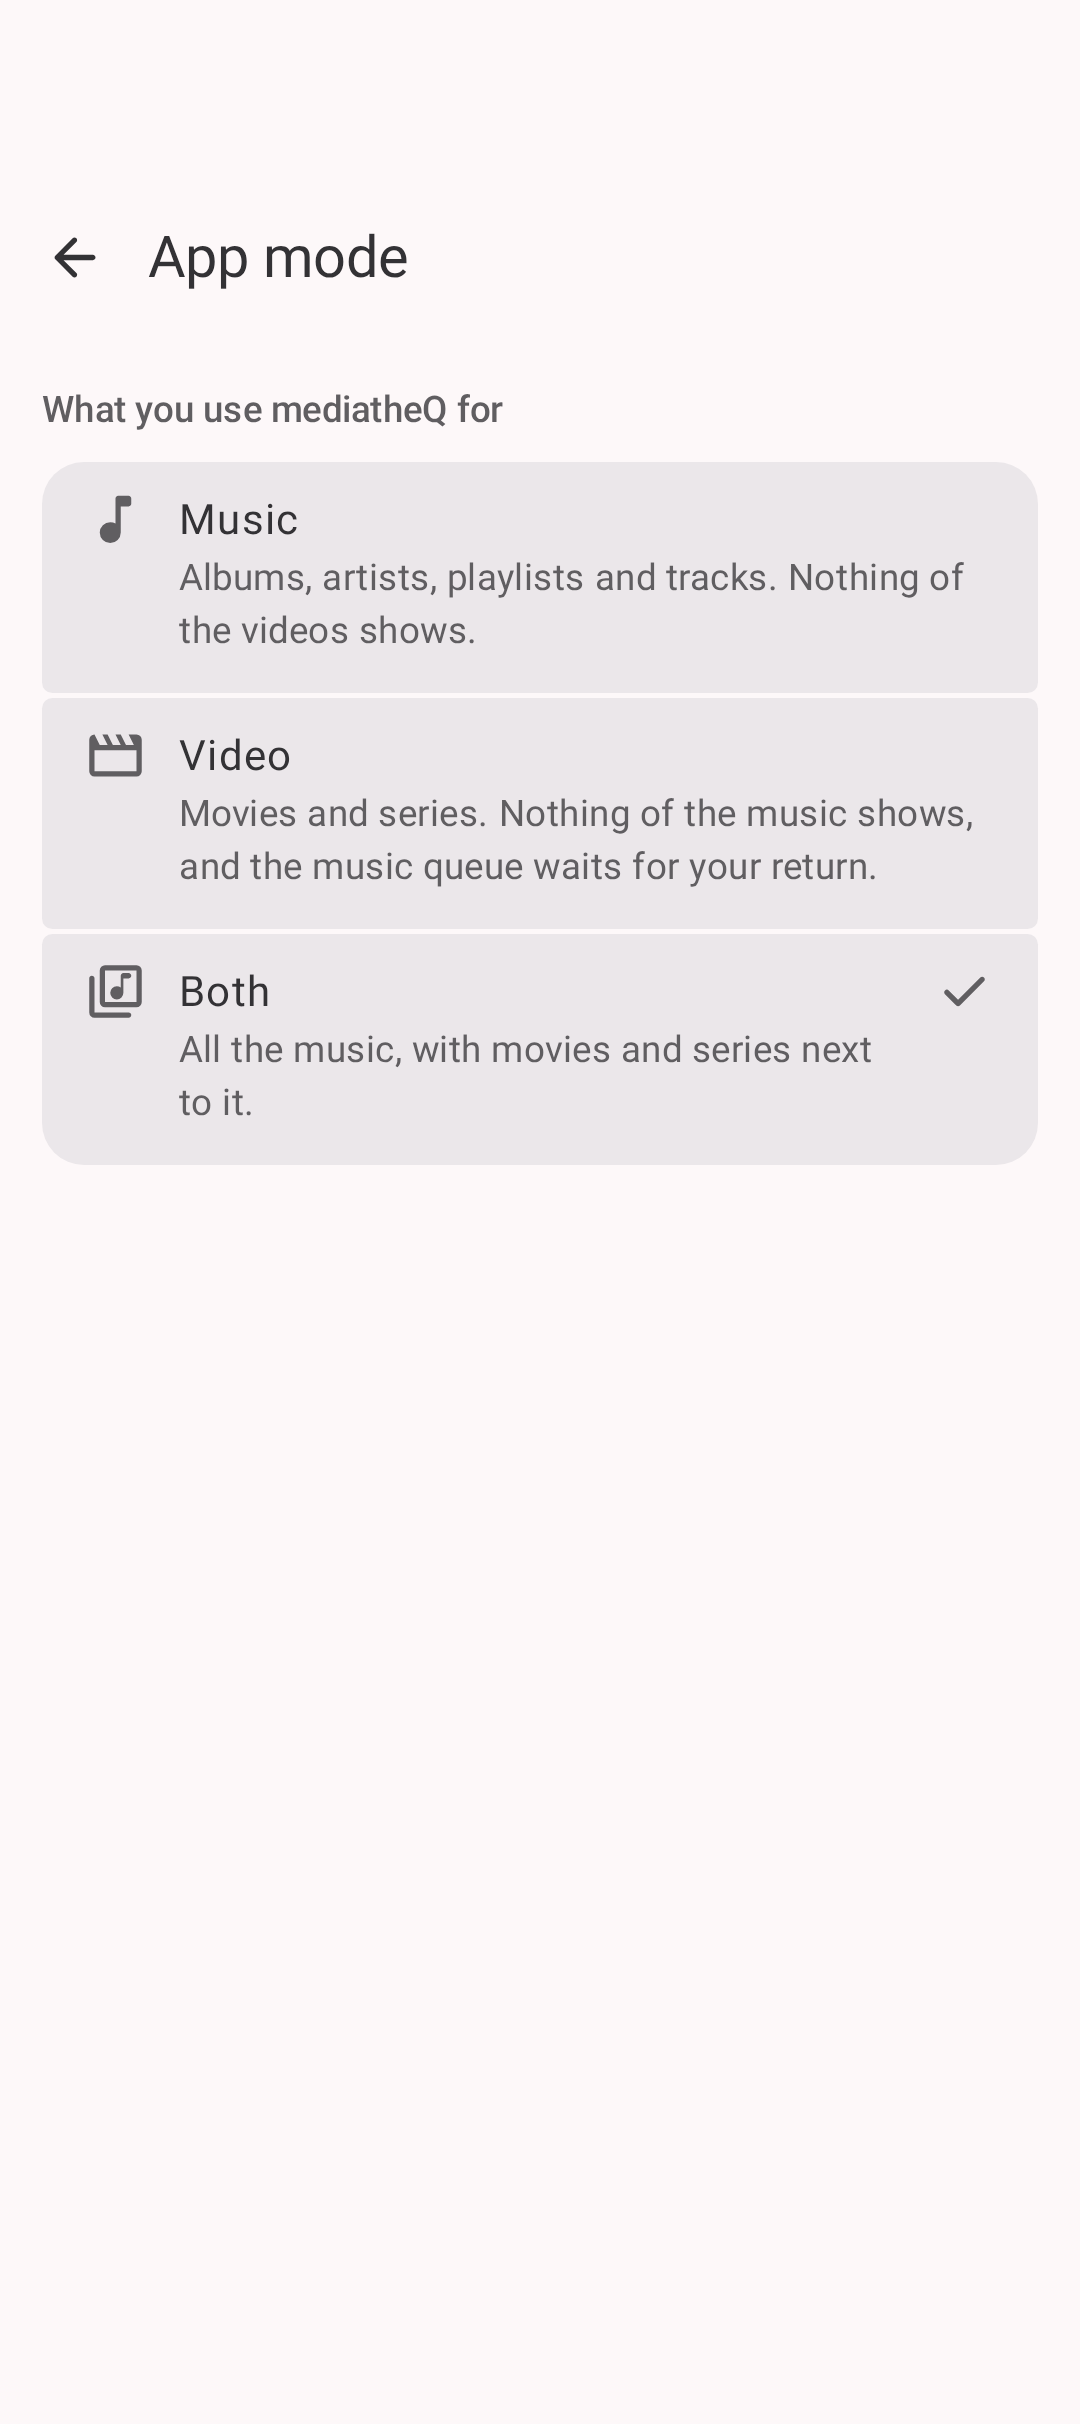 App mode
What you use mediatheQ for
Music
Albums, artists, playlists and tracks. Nothing of
the videos shows.
Video
Movies and series. Nothing of the music shows,
and the music queue waits for your return.
Both
All the music, with movies and series next
to it.